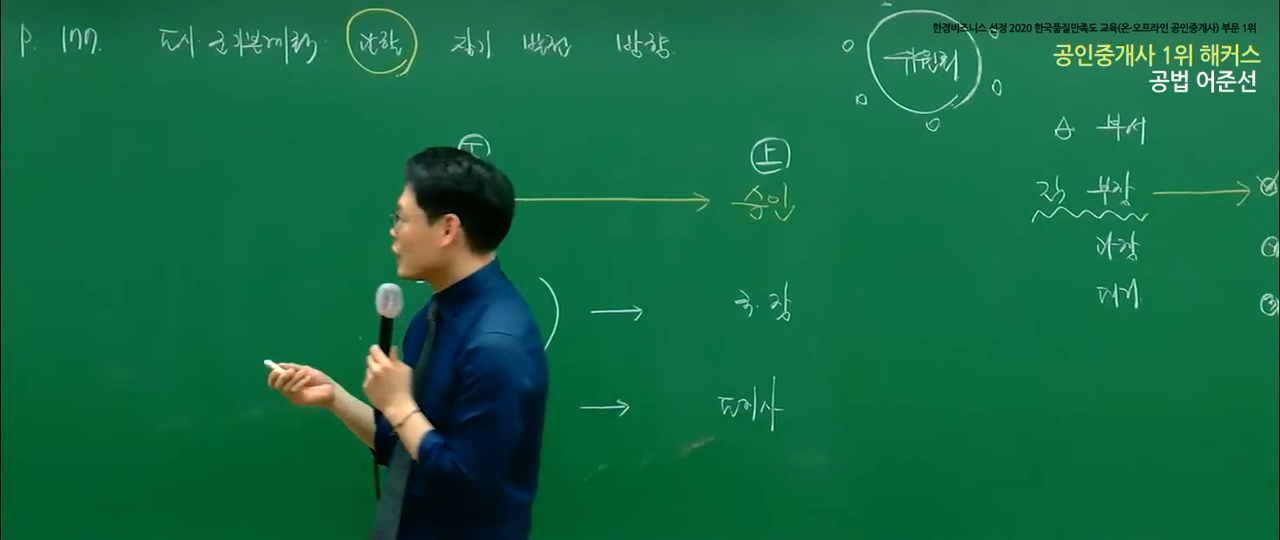 한경비즈니스 선정 2020 한국품질만족도 교육(온·오프라인 공인중개사) 부문 1위
공인중개사 1위 해커스
공법 어준선
P. 177. 도시·군기본계획: 관할 장기 발전 방향
위원회
A 부서
上
승인
장 부장
과장
대리
국·장
도지사